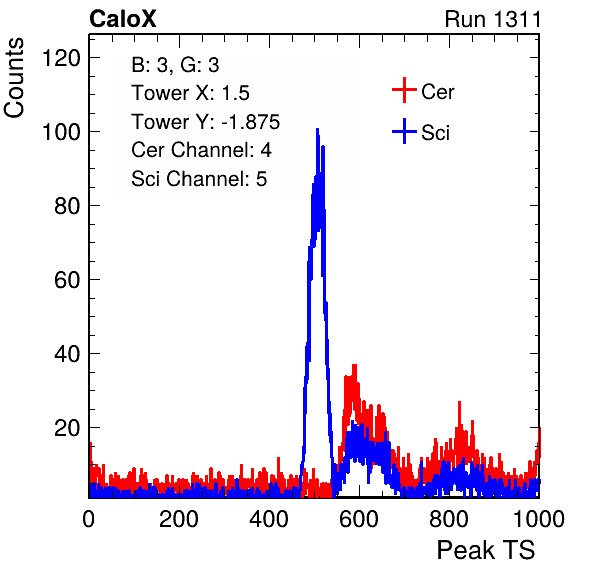 CaloX Run 1311
Counts
B: 3, G: 3
Tower X: 1.5
Tower Y: -1.875
Cer Channel: 4
Sci Channel: 5
Cer
Sci
120
100
80
60
40
20
0 200 400 600 800 1000
Peak TS